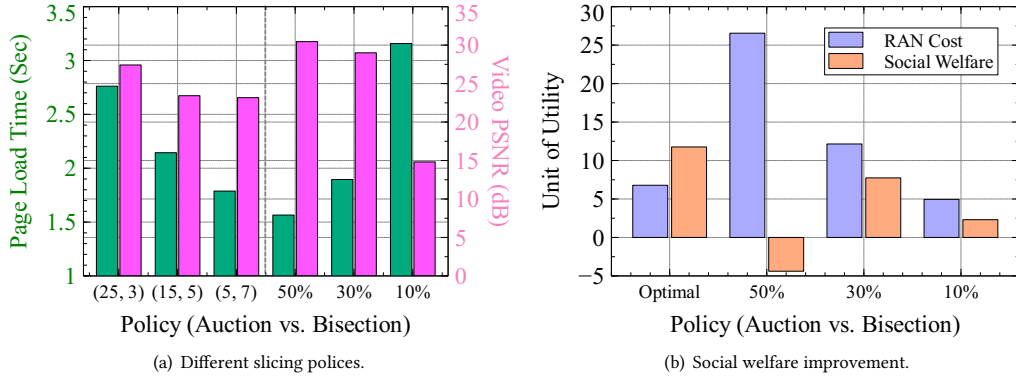 3.5
3
2.5
2
1.5
1
Page Load Time (Sec)
35
30
25
20
15
10
5
0
Video PSNR (dB)
(25, 3) (15, 5) (5, 7) 50% 30% 10%
Policy (Auction vs. Bisection)
(a) Different slicing polices.
30
25
20
15
10
5
0
−5
Unit of Utility
RAN Cost
Social Welfare
Optimal 50% 30% 10%
Policy (Auction vs. Bisection)
(b) Social welfare improvement.